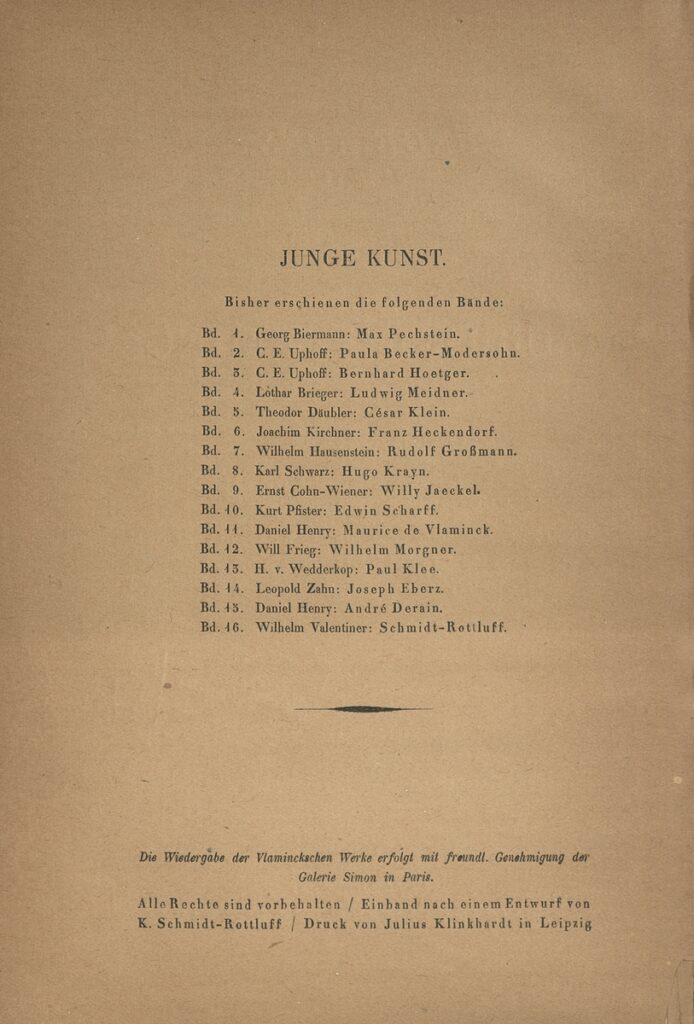 JUNGE KUNST.
Bisher erschienen die folgenden Bände:
Bd. 1. Georg Biermann: Max Pechstein.
Bd. 2. C. E. Uphoff: Paula Becker-Modersohn.
Bd. 3. C. E. Uphoff: Bernhard Hoetger.
Bd. 4. Lothar Brieger: Ludwig Meidner.
Bd. 5. Theodor Däubler: César Klein.
Bd. 6. Joachim Kirchner: Franz Heckendorf.
Bd. 7. Wilhelm Hausenstein: Rudolf Großmann.
Bd. 8. Karl Schwarz: Hugo Krayn.
Bd. 9. Ernst Cohn-Wiener: Willy Jaeckel.
Bd. 10. Kurt Pfister: Edwin Scharff.
Bd. 11. Daniel Henry: Maurice de Vlaminck.
Bd. 12. Will Frieg: Wilhelm Morgner.
Bd. 13. H. v. Wedderkop: Paul Klee.
Bd. 14. Leopold Zahn: Joseph Eberz.
Bd. 15. Daniel Henry: André Derain.
Bd. 16. Wilhelm Valentiner: Schmidt-Rottluff.
Die Wiedergabe der Vlaminckschen Werke erfolgt mit freundl. Genehmigung der
Galerie Simon in Paris.
Alle Rechte sind vorbehalten / Einband nach einem Entwurf von
K. Schmidt-Rottluff / Druck von Julius Klinkhardt in Leipzig